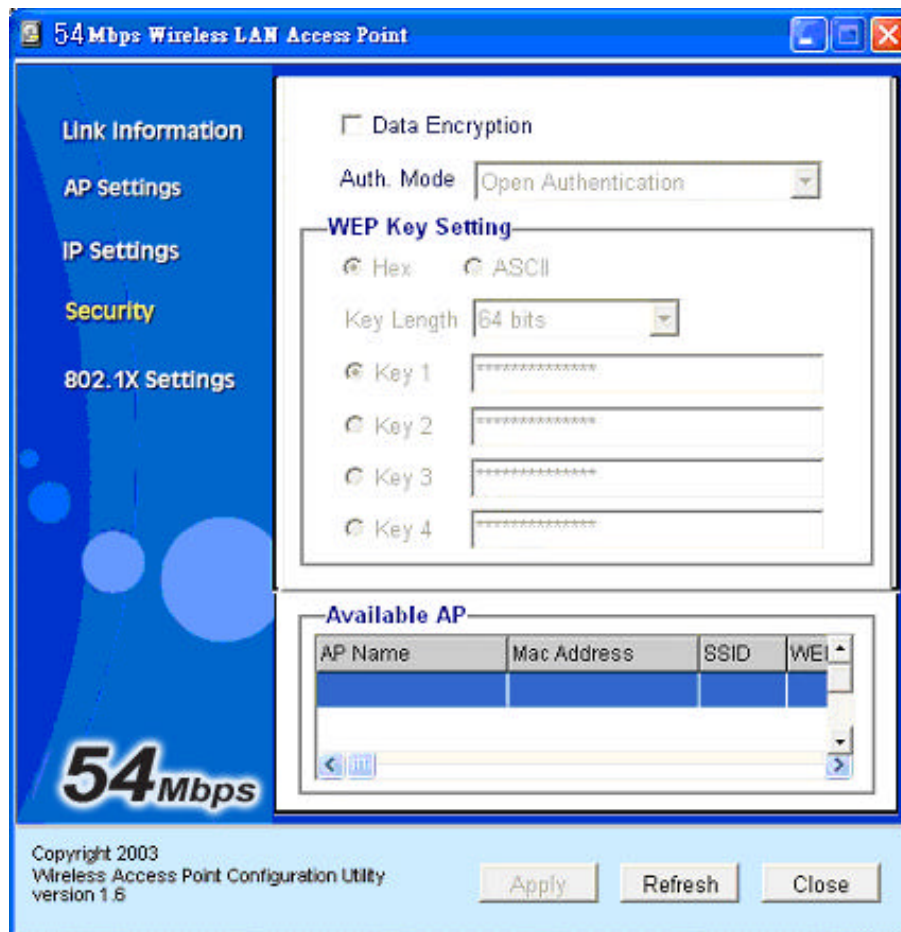 54Mbps Wireless LAN Access Point
Link Information
AP Settings
IP Settings
Security
802.1X Settings
Data Encryption
Auth. Mode Open Authentication
WEP Key Setting
Hex ASCII
Key Length 64 bits
Key 1 **************
Key 2 **************
Key 3 **************
Key 4 **************
Available AP
AP Name Mac Address SSID WE
54Mbps
Copyright 2003
Wireless Access Point Configuration Utility
version 1.6
Apply Refresh Close